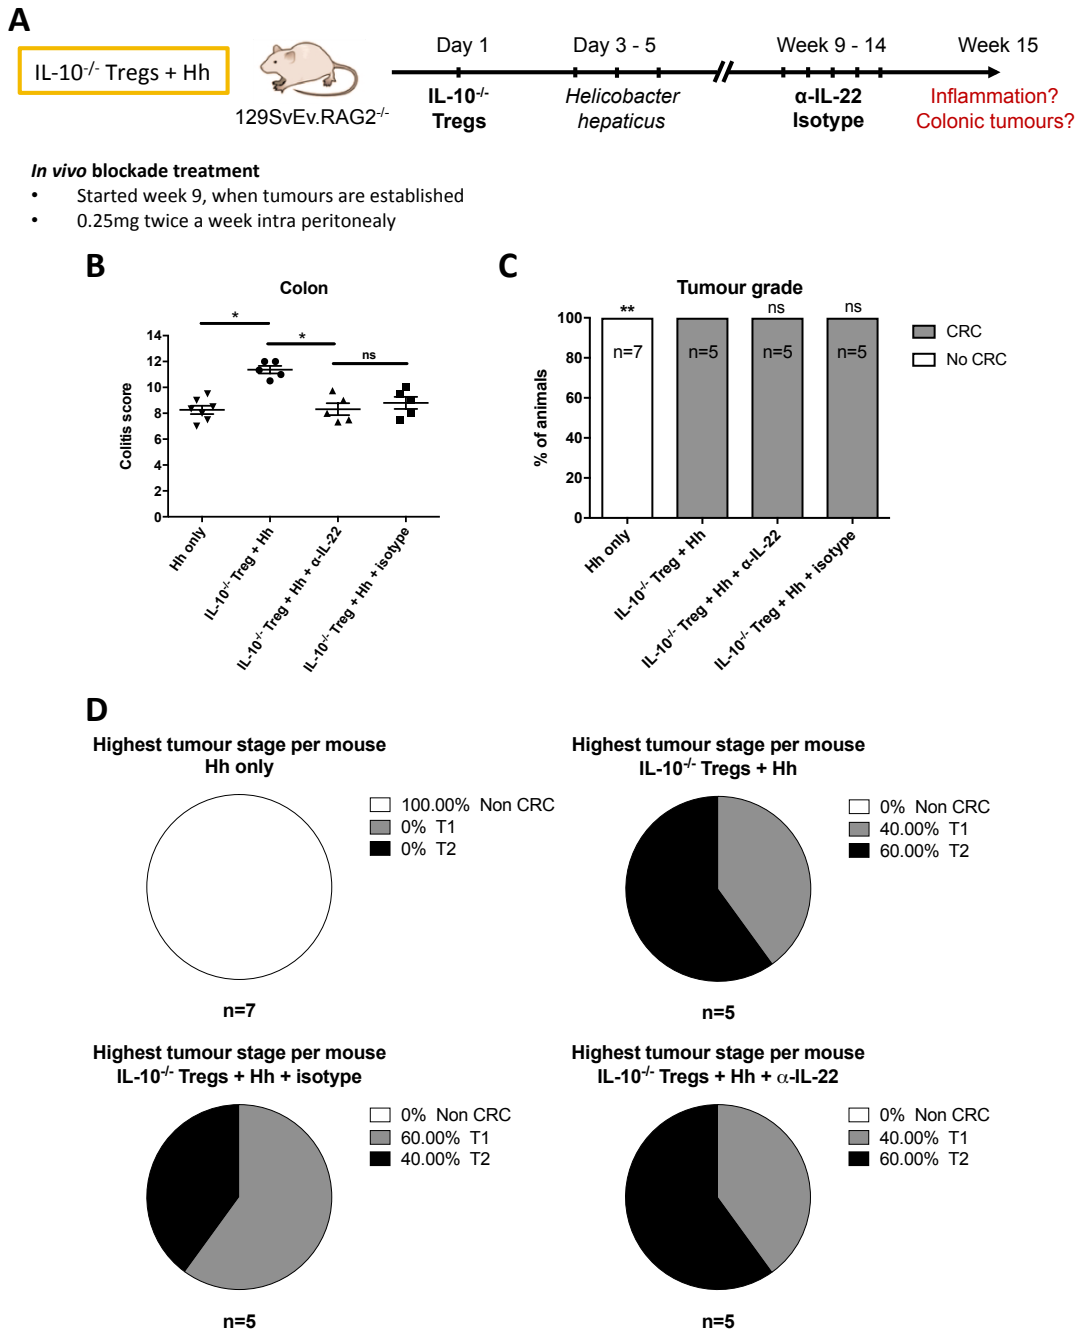 A
IL-10-/- Tregs + Hh
129SvEv.RAG2-/-
Day 1
Day 3 - 5
Week 9 - 14
Week 15
IL-10-/-
Tregs
Helicobacter
hepaticus
α-IL-22
Isotype
Inflammation?
Colonic tumours?
In vivo blockade treatment
• Started week 9, when tumours are established
• 0.25mg twice a week intra peritonealy
B
Colon
Colitis score
14
12
10
8
6
4
2
0
*
*
ns
Hh only
IL-10-/- Treg + Hh
IL-10-/- Treg + Hh + α-IL-22
IL-10-/- Treg + Hh + isotype
C
Tumour grade
% of animals
100
80
60
40
20
0
**
ns
ns
n=7
n=5
n=5
n=5
CRC
No CRC
Hh only
IL-10-/- Treg + Hh
IL-10-/- Treg + Hh + α-IL-22
IL-10-/- Treg + Hh + isotype
D
Highest tumour stage per mouse
Hh only
100.00% Non CRC
0% T1
0% T2
n=7
Highest tumour stage per mouse
IL-10-/- Tregs + Hh
0% Non CRC
40.00% T1
60.00% T2
n=5
Highest tumour stage per mouse
IL-10-/- Tregs + Hh + isotype
0% Non CRC
60.00% T1
40.00% T2
n=5
Highest tumour stage per mouse
IL-10-/- Tregs + Hh + α-IL-22
0% Non CRC
40.00% T1
60.00% T2
n=5